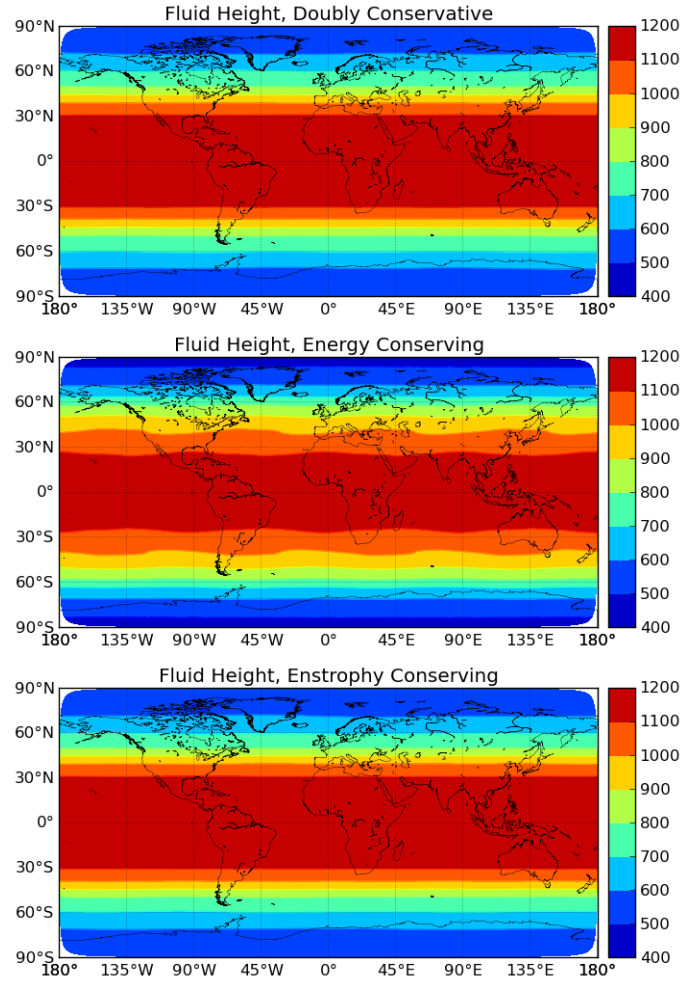 Fluid Height, Doubly Conservative
90°N
60°N
30°N
0°
30°S
60°S
90°S
180° 135°W 90°W 45°W 0° 45°E 90°E 135°E 180°
1200
1100
1000
900
800
700
600
500
400
Fluid Height, Energy Conserving
90°N
60°N
30°N
0°
30°S
60°S
90°S
180° 135°W 90°W 45°W 0° 45°E 90°E 135°E 180°
1200
1100
1000
900
800
700
600
500
400
Fluid Height, Enstrophy Conserving
90°N
60°N
30°N
0°
30°S
60°S
90°S
180° 135°W 90°W 45°W 0° 45°E 90°E 135°E 180°
1200
1100
1000
900
800
700
600
500
400